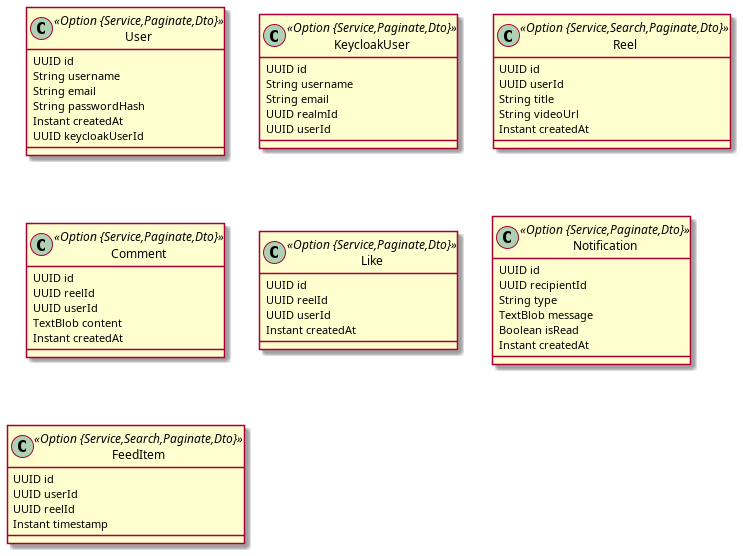 C «Option {Service,Paginate,Dto}»
User
UUID id
String username
String email
String passwordHash
Instant createdAt
UUID keycloakUserId
C «Option {Service,Paginate,Dto}»
KeycloakUser
UUID id
String username
String email
UUID realmId
UUID userId
C «Option {Service,Search,Paginate,Dto}»
Reel
UUID id
UUID userId
String title
String videoUrl
Instant createdAt
C «Option {Service,Paginate,Dto}»
Comment
UUID id
UUID reelId
UUID userId
TextBlob content
Instant createdAt
C «Option {Service,Paginate,Dto}»
Like
UUID id
UUID reelId
UUID userId
Instant createdAt
C «Option {Service,Paginate,Dto}»
Notification
UUID id
UUID recipientId
String type
TextBlob message
Boolean isRead
Instant createdAt
C «Option {Service,Search,Paginate,Dto}»
FeedItem
UUID id
UUID userId
UUID reelId
Instant timestamp